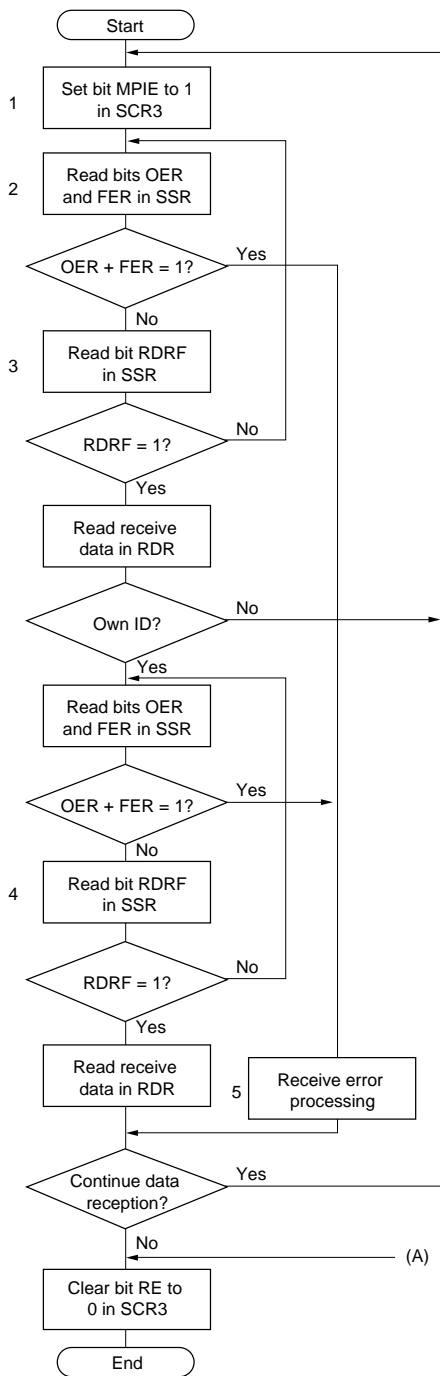 Start
1
Set bit MPIE to 1
in SCR3
2
Read bits OER
and FER in SSR
OER + FER = 1?
Yes
No
3
Read bit RDRF
in SSR
RDRF = 1?
No
Yes
Read receive
data in RDR
Own ID?
No
Yes
Read bits OER
and FER in SSR
OER + FER = 1?
Yes
No
4
Read bit RDRF
in SSR
RDRF = 1?
No
Yes
Read receive
data in RDR
5
Receive error
processing
Continue data
reception?
Yes
No
(A)
Clear bit RE to
0 in SCR3
End